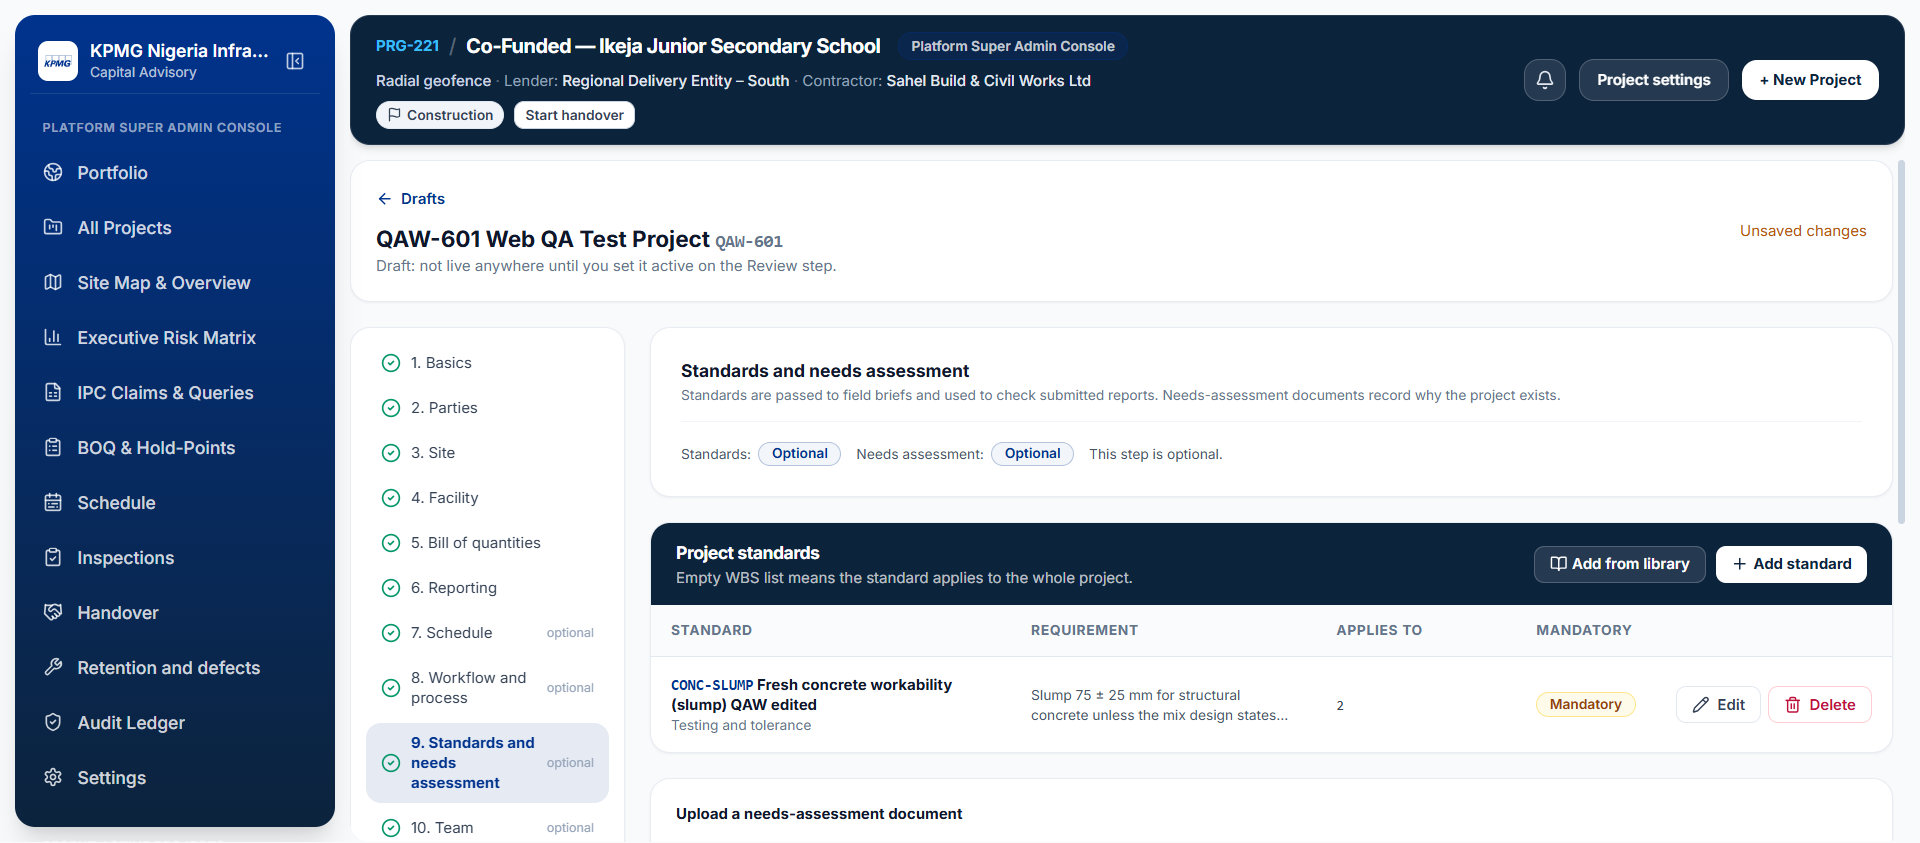 KPMG
KPMG Nigeria Infra...
Capital Advisory
PLATFORM SUPER ADMIN CONSOLE
Portfolio
All Projects
Site Map & Overview
Executive Risk Matrix
IPC Claims & Queries
BOQ & Hold-Points
Schedule
Inspections
Handover
Retention and defects
Audit Ledger
Settings
PRG-221 / Co-Funded — Ikeja Junior Secondary School Platform Super Admin Console
Radial geofence · Lender: Regional Delivery Entity – South · Contractor: Sahel Build & Civil Works Ltd
Construction Start handover
Project settings
+ New Project
Drafts
QAW-601 Web QA Test Project QAW-601
Draft: not live anywhere until you set it active on the Review step.
Unsaved changes
1. Basics
2. Parties
3. Site
4. Facility
5. Bill of quantities
6. Reporting
7. Schedule optional
8. Workflow and
process
optional
9. Standards and
needs
assessment
optional
10. Team optional
Standards and needs assessment
Standards are passed to field briefs and used to check submitted reports. Needs-assessment documents record why the project exists.
Standards: Optional Needs assessment: Optional This step is optional.
Project standards
Empty WBS list means the standard applies to the whole project.
Add from library
+ Add standard
STANDARD REQUIREMENT APPLIES TO MANDATORY
CONC-SLUMP Fresh concrete workability
(slump) QAW edited
Testing and tolerance
Slump 75 ± 25 mm for structural
concrete unless the mix design states...
2
Mandatory
Edit
Delete
Upload a needs-assessment document